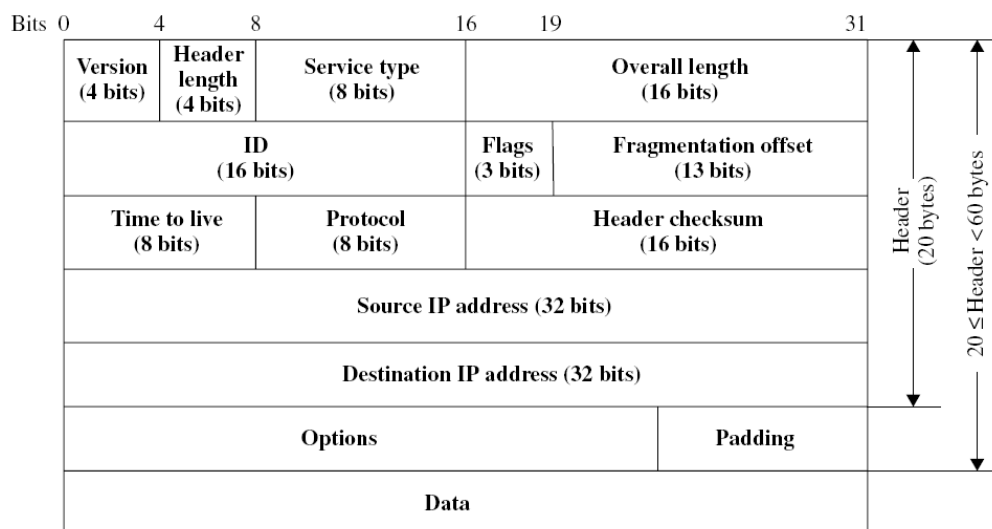 Bits 0 4 8 16 19 31
Version
(4 bits)
Header
length
(4 bits)
Service type
(8 bits)
Overall length
(16 bits)
ID
(16 bits)
Flags
(3 bits)
Fragmentation offset
(13 bits)
Time to live
(8 bits)
Protocol
(8 bits)
Header checksum
(16 bits)
Source IP address (32 bits)
Destination IP address (32 bits)
Options
Padding
Data
Header
(20 bytes)
20 ≤ Header < 60 bytes